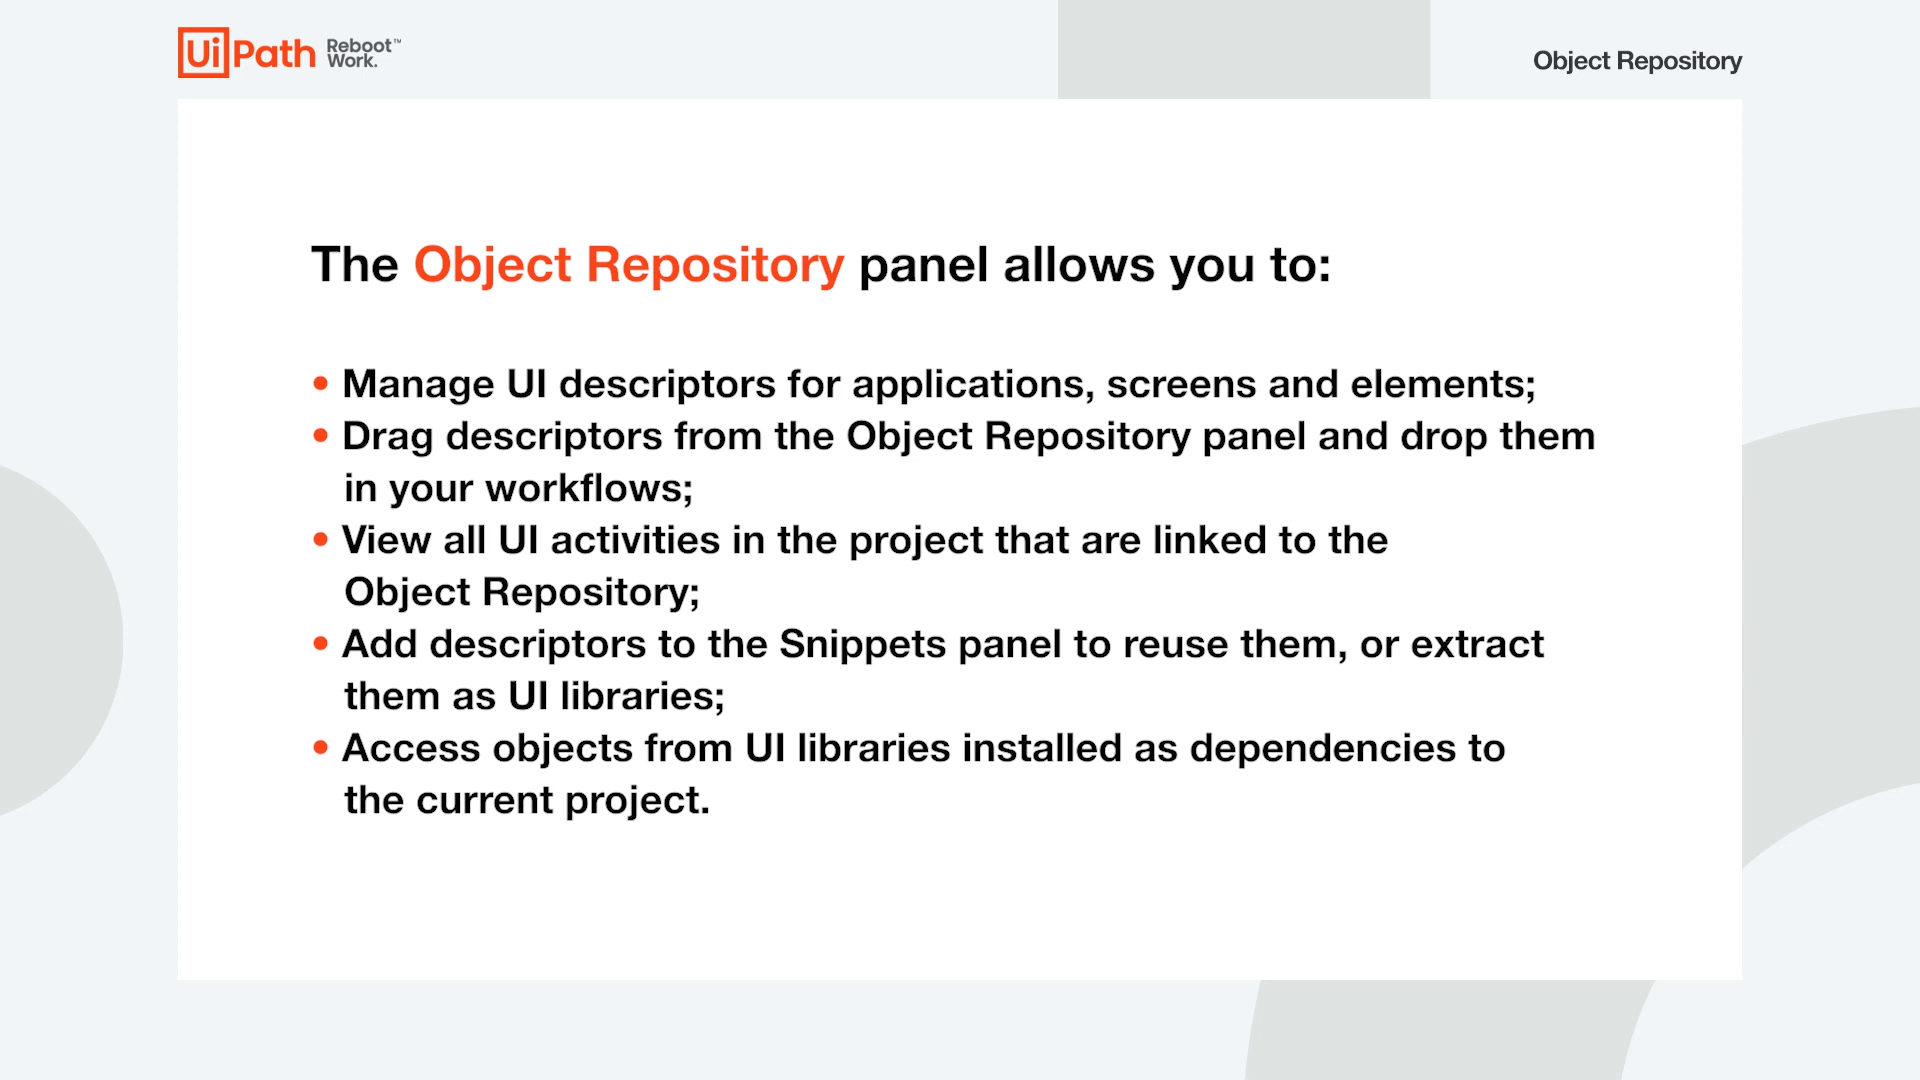 UiPath Reboot™
Work.
Object Repository
The Object Repository panel allows you to:
• Manage UI descriptors for applications, screens and elements;
• Drag descriptors from the Object Repository panel and drop them
in your workflows;
• View all UI activities in the project that are linked to the
Object Repository;
• Add descriptors to the Snippets panel to reuse them, or extract
them as UI libraries;
• Access objects from UI libraries installed as dependencies to
the current project.